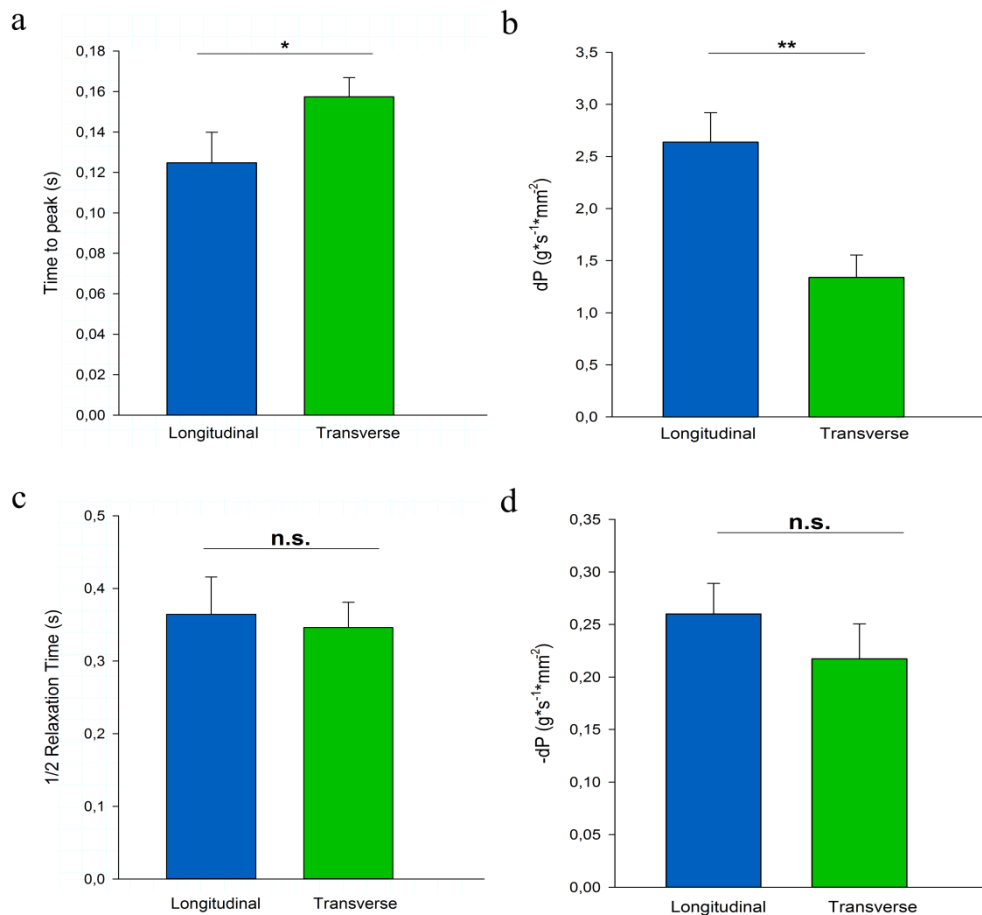 a
*
0,18
0,16
0,14
0,12
0,10
0,08
0,06
0,04
0,02
0,00
Time to peak (s)
Longitudinal Transverse
b
**
3,5
3,0
2,5
2,0
1,5
1,0
0,5
0,0
dP (g*s-1*mm-2)
Longitudinal Transverse
c
n.s.
0,5
0,4
0,3
0,2
0,1
0,0
1/2 Relaxation Time (s)
Longitudinal Transverse
d
n.s.
0,35
0,30
0,25
0,20
0,15
0,10
0,05
0,00
-dP (g*s-1*mm-2)
Longitudinal Transverse